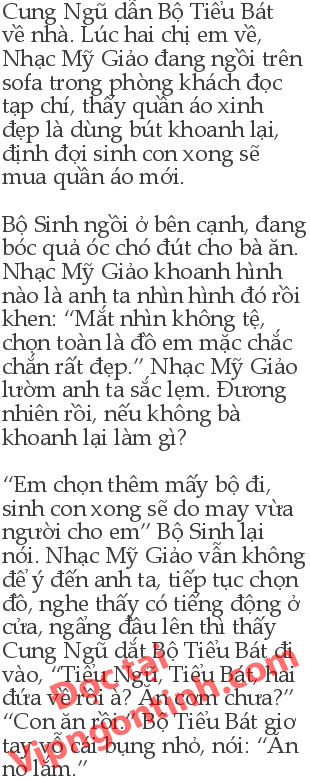 Cung Ngũ dẫn Bộ Tiểu Bát
về nhà. Lúc hai chị em về,
Nhạc Mỹ Giảo đang ngồi trên
sofa trong phòng khách đọc
tạp chí, thấy quần áo xinh
đẹp là dùng bút khoanh lại,
định đợi sinh con xong sẽ
mua quần áo mới.

Bộ Sinh ngồi ở bên cạnh, đang
bóc quả óc chó đút cho bà ăn.
Nhạc Mỹ Giảo khoanh hình
nào là anh ta nhìn hình đó rồi
khen: “Mắt nhìn không tệ,
chọn toàn là đồ em mặc chắc
chắn rất đẹp.” Nhạc Mỹ Giảo
lườm anh ta sắc lẹm. Đương
nhiên rồi, nếu không bà
khoanh lại làm gì?

“Em chọn thêm mấy bộ đi,
sinh con xong sẽ do may vừa
người cho em” Bộ Sinh lại
nói. Nhạc Mỹ Giảo vẫn không
để ý đến anh ta, tiếp tục chọn
đồ, nghe thấy có tiếng động ở
cửa, ngẩng đầu lên thì thấy
Cung Ngũ dắt Bộ Tiểu Bát đi
vào, “Tiểu Ngũ, Tiểu Bát, hai
đứa về rồi à? Ăn cơm chưa?”
“Con ăn rồi.” Bộ Tiểu Bát giơ
tay vỗ cái bụng nhỏ, nói: “Ăn
no lắm.”
Đọc tại
Vipngontinh.com